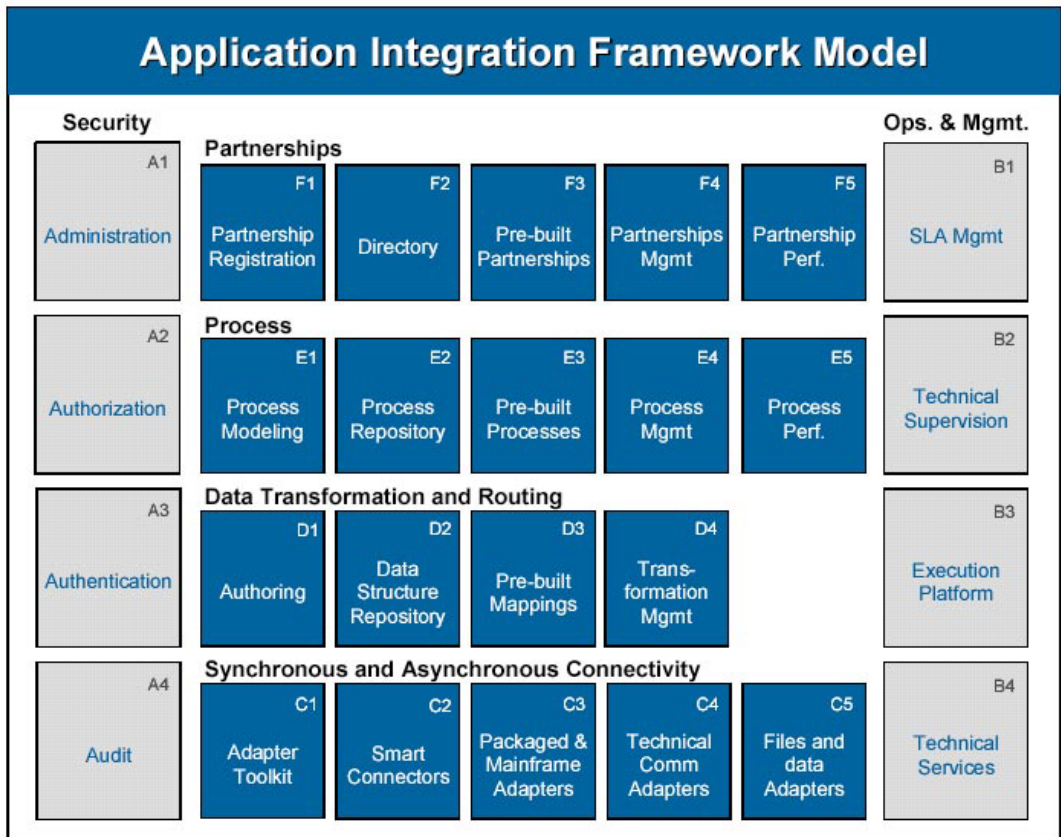 Application Integration Framework Model
Security
Ops. & Mgmt.
A1
Administration
A2
Authorization
A3
Authentication
A4
Audit
Partnerships
F1
Partnership
Registration
F2
Directory
F3
Pre-built
Partnerships
F4
Partnerships
Mgmt
F5
Partnership
Perf.
Process
E1
Process
Modeling
E2
Process
Repository
E3
Pre-built
Processes
E4
Process
Mgmt
E5
Process
Perf.
Data Transformation and Routing
D1
Authoring
D2
Data
Structure
Repository
D3
Pre-built
Mappings
D4
Trans-
formation
Mgmt
Synchronous and Asynchronous Connectivity
C1
Adapter
Toolkit
C2
Smart
Connectors
C3
Packaged &
Mainframe
Adapters
C4
Technical
Comm
Adapters
C5
Files and
data
Adapters
B1
SLA Mgmt
B2
Technical
Supervision
B3
Execution
Platform
B4
Technical
Services